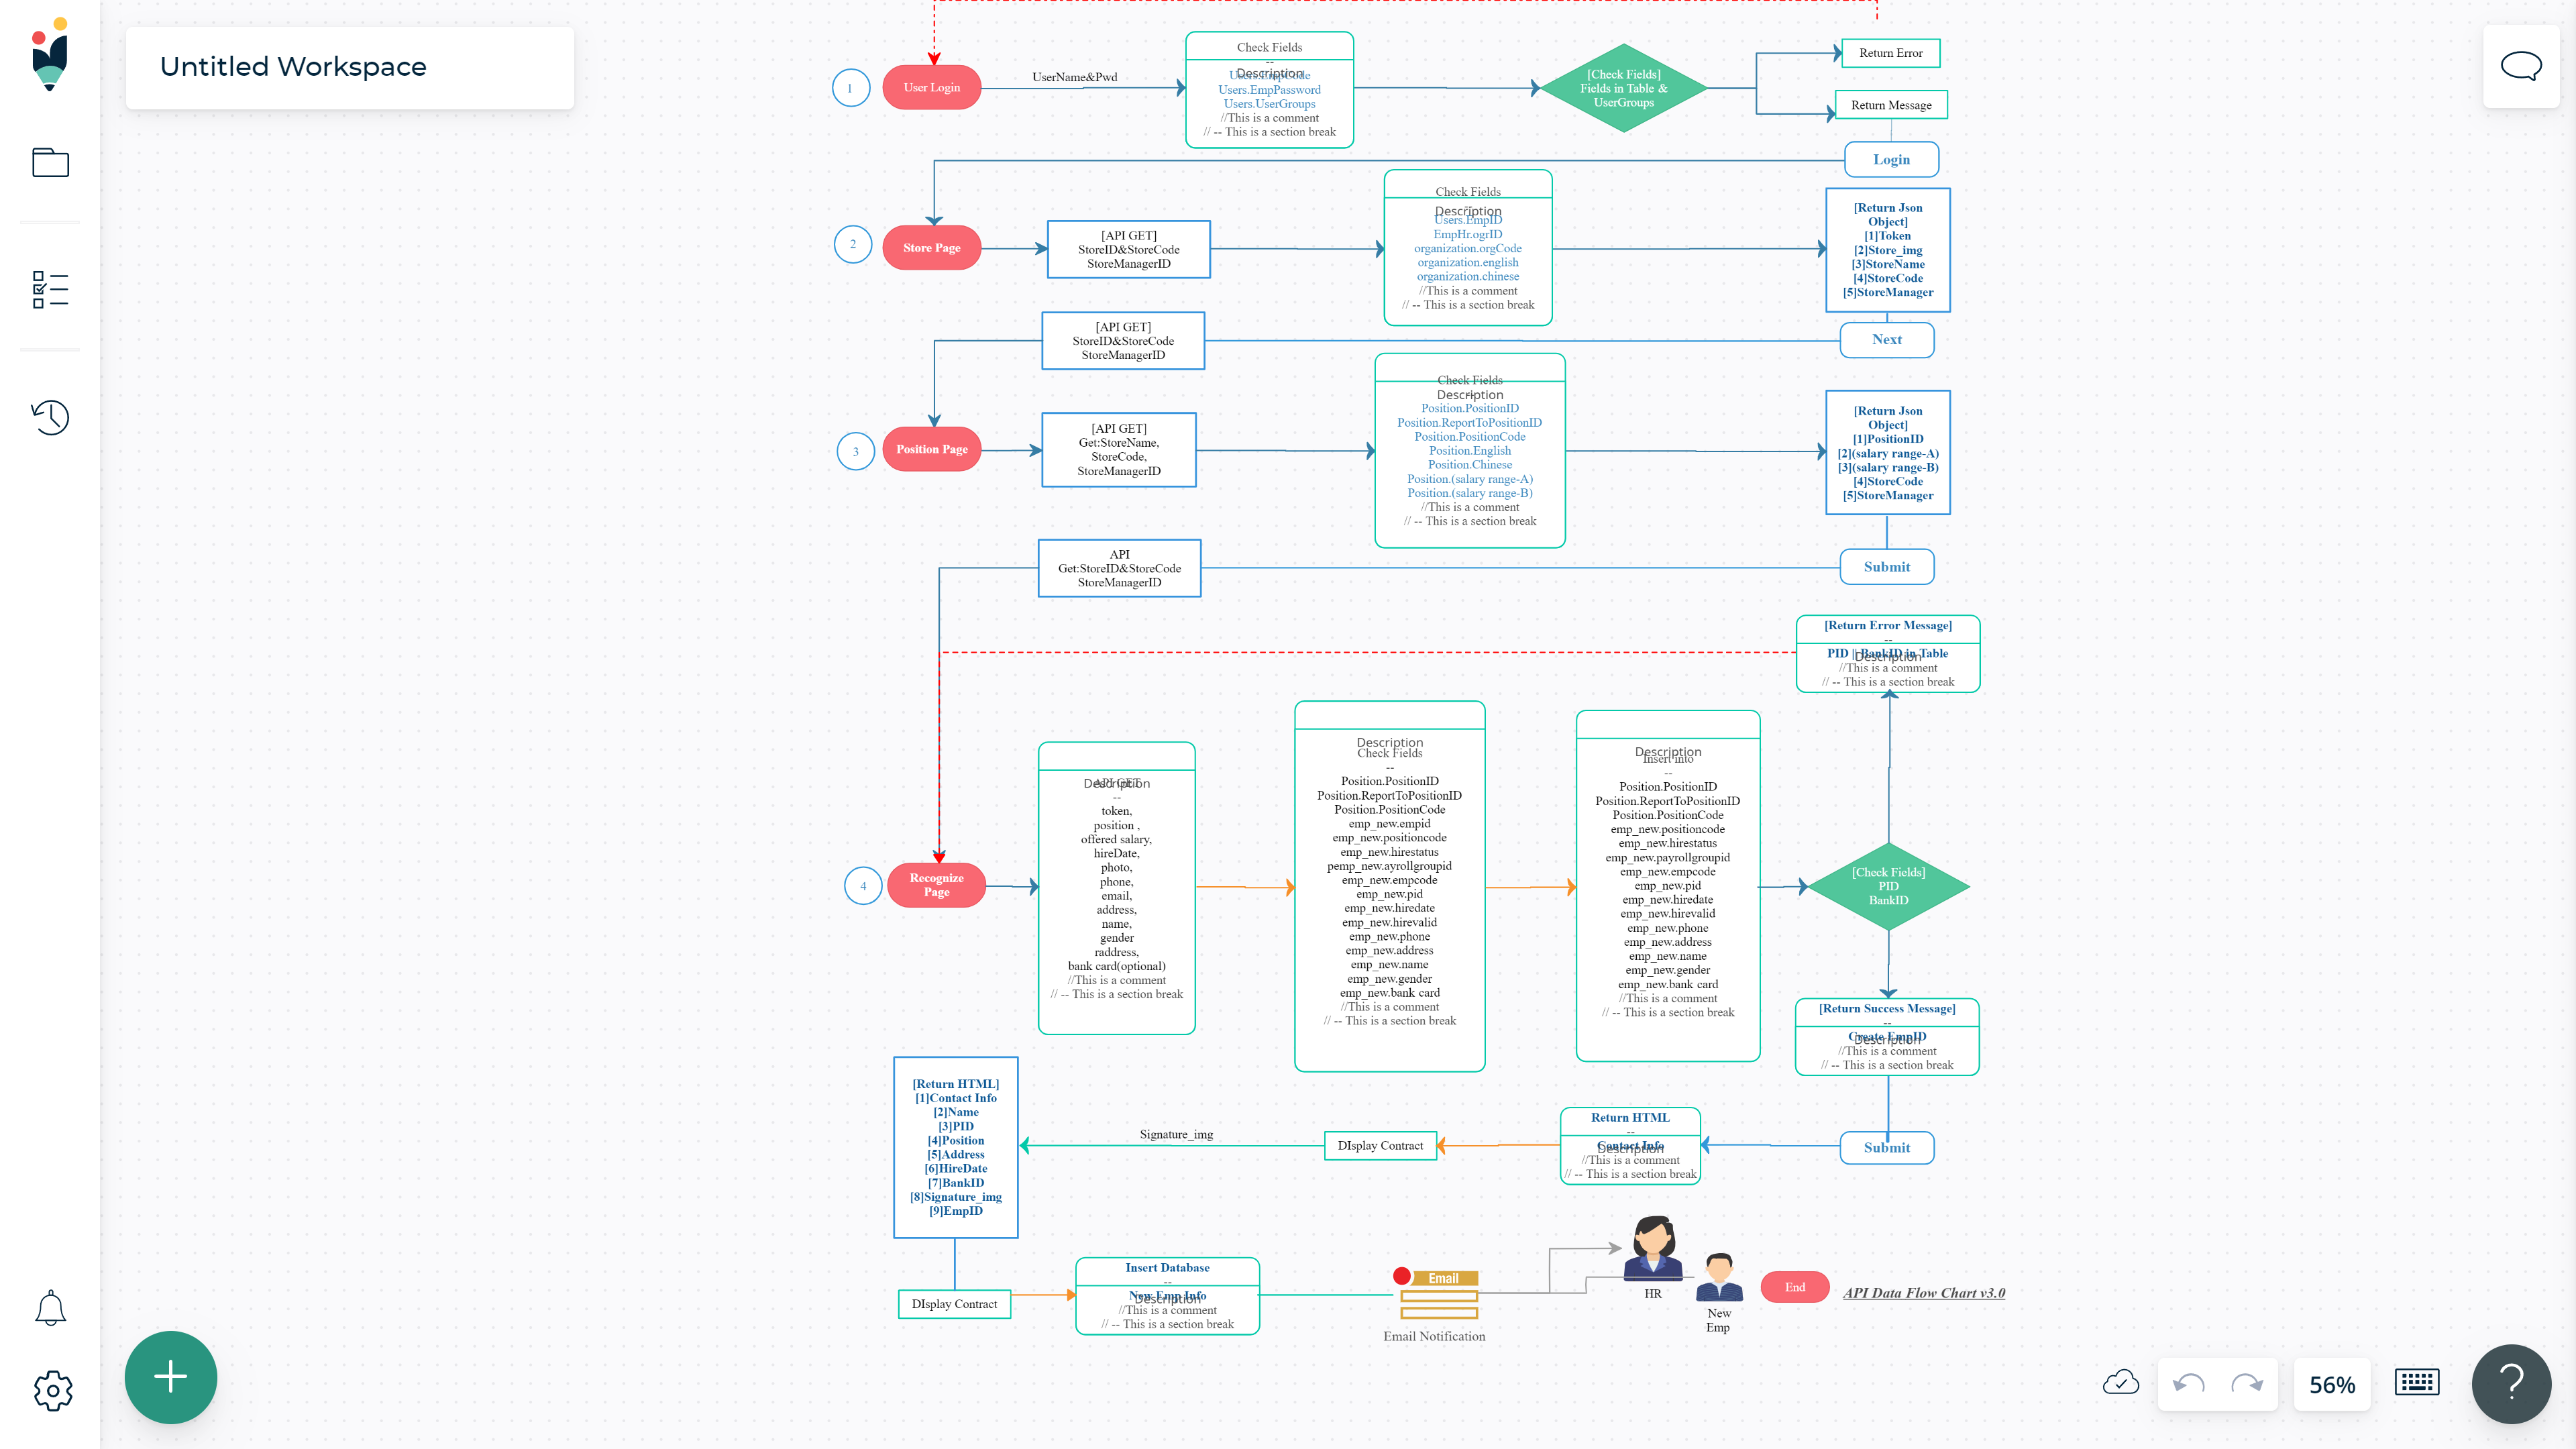 Untitled Workspace
1
User Login
UserName&Pwd
Check Fields
--
Description
Users.EmpCode
Users.EmpPassword
Users.UserGroups
//This is a comment
// -- This is a section break
[Check Fields]
Fields in Table &
UserGroups
Return Error
Return Message
Login
2
Store Page
[API GET]
StoreID&StoreCode
StoreManagerID
Check Fields
--
Description
Users.EmpID
EmpHr.ogrID
organization.orgCode
organization.english
organization.chinese
//This is a comment
// -- This is a section break
[Return Json
Object]
[1]Token
[2]Store_img
[3]StoreName
[4]StoreCode
[5]StoreManager
[API GET]
StoreID&StoreCode
StoreManagerID
Next
3
Position Page
[API GET]
Get:StoreName,
StoreCode,
StoreManagerID
Check Fields
Description
Position.PositionID
Position.ReportToPositionID
Position.PositionCode
Position.English
Position.Chinese
Position.(salary range-A)
Position.(salary range-B)
//This is a comment
// -- This is a section break
[Return Json
Object]
[1]PositionID
[2](salary range-A)
[3](salary range-B)
[4]StoreCode
[5]StoreManager
API
Get:StoreID&StoreCode
StoreManagerID
Submit
[Return Error Message]
--
PID | BankID in Table
Description
//This is a comment
// -- This is a section break
4
Recognize
Page
API GET
Description
--
token,
position ,
offered salary,
hireDate,
photo,
phone,
email,
address,
name,
gender
raddress,
bank card(optional)
//This is a comment
// -- This is a section break
Description
Check Fields
--
Position.PositionID
Position.ReportToPositionID
Position.PositionCode
emp_new.empid
emp_new.positioncode
emp_new.hirestatus
pemp_new.ayrollgroupid
emp_new.empcode
emp_new.pid
emp_new.hiredate
emp_new.hirevalid
emp_new.phone
emp_new.address
emp_new.name
emp_new.gender
emp_new.bank card
//This is a comment
// -- This is a section break
Description
Insert into
--
Position.PositionID
Position.ReportToPositionID
Position.PositionCode
emp_new.positioncode
emp_new.hirestatus
emp_new.payrollgroupid
emp_new.empcode
emp_new.pid
emp_new.hiredate
emp_new.hirevalid
emp_new.phone
emp_new.address
emp_new.name
emp_new.gender
emp_new.bank card
//This is a comment
// -- This is a section break
[Check Fields]
PID
BankID
[Return Success Message]
--
Create EmpID
Description
//This is a comment
// -- This is a section break
[Return HTML]
[1]Contact Info
[2]Name
[3]PID
[4]Position
[5]Address
[6]HireDate
[7]BankID
[8]Signature_img
[9]EmpID
Signature_img
DIsplay Contract
Return HTML
--
Contact Info
Description
//This is a comment
// -- This is a section break
Submit
DIsplay Contract
Insert Database
--
New Emp Info
Description
//This is a comment
// -- This is a section break
Email
Email Notification
HR
New
Emp
End
API Data Flow Chart v3.0
56%
?